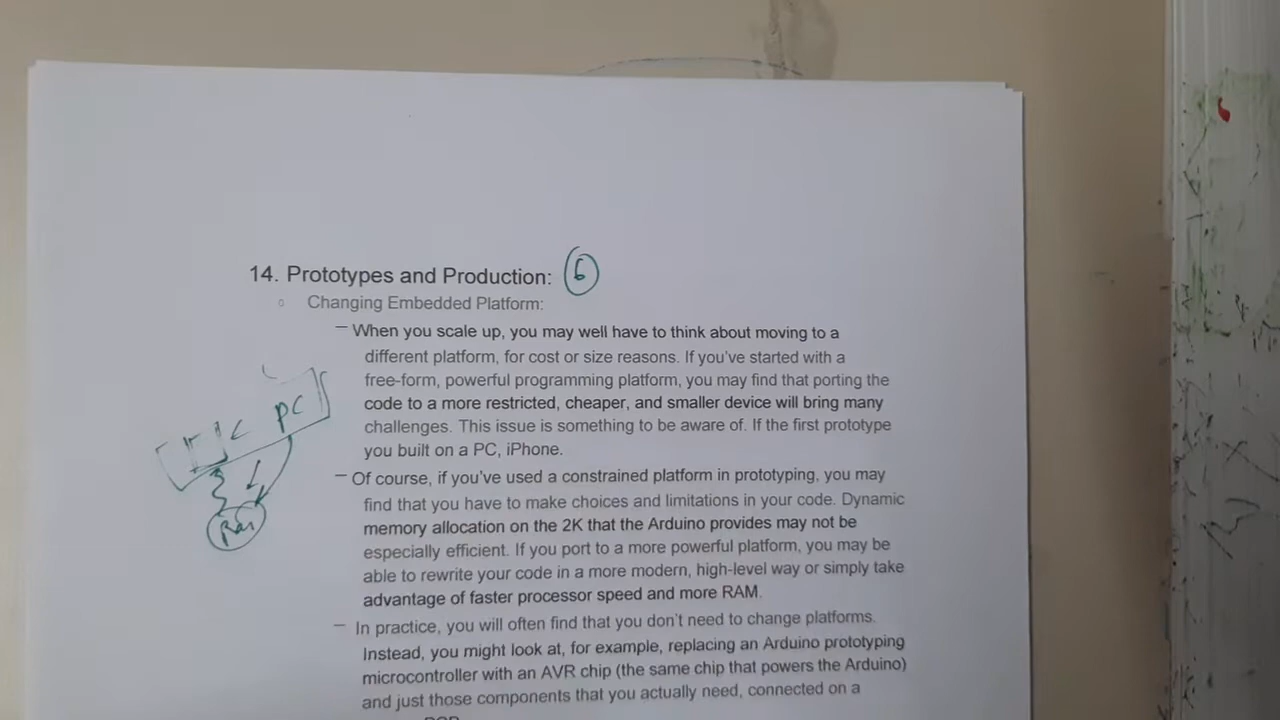 14. Prototypes and Production: 6
Changing Embedded Platform:
– When you scale up, you may well have to think about moving to a
different platform, for cost or size reasons. If you've started with a
free-form, powerful programming platform, you may find that porting the
code to a more restricted, cheaper, and smaller device will bring many
challenges. This issue is something to be aware of. If the first prototype
you built on a PC, iPhone.
PC
– Of course, if you've used a constrained platform in prototyping, you may
find that you have to make choices and limitations in your code. Dynamic
memory allocation on the 2K that the Arduino provides may not be
especially efficient. If you port to a more powerful platform, you may be
able to rewrite your code in a more modern, high-level way or simply take
advantage of faster processor speed and more RAM.
– In practice, you will often find that you don't need to change platforms.
Instead, you might look at, for example, replacing an Arduino prototyping
microcontroller with an AVR chip (the same chip that powers the Arduino)
and just those components that you actually need, connected on a